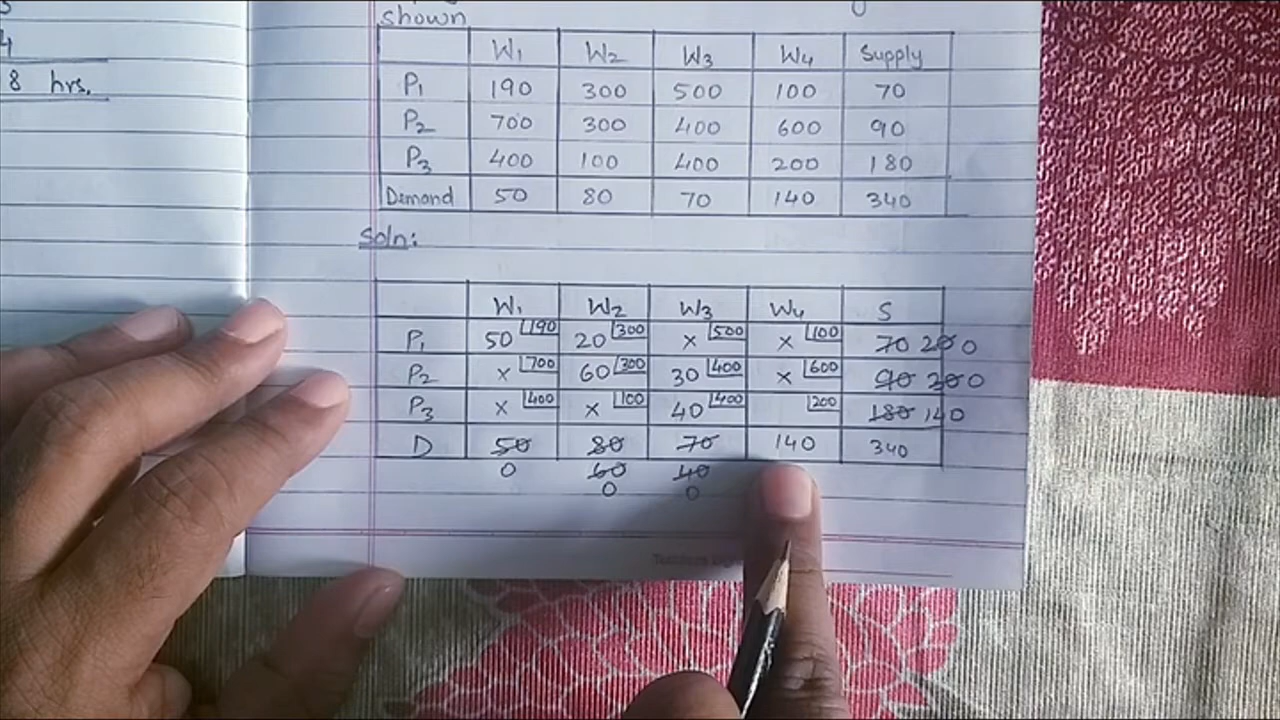 4
8 hrs.
shown
W1 W2 W3 W4 Supply
P1 190 300 500 100 70
P2 700 300 400 600 90
P3 400 100 400 200 180
Demand 50 80 70 140 340
Soln:
W1 W2 W3 W4 S
P1 50 190 20 300 × 500 × 100 70 20 0
P2 × 700 60 300 30 400 × 600 90 30 0
P3 × 400 × 100 40 400 200 180 140
D 50 80 70 140 340
0 60 40
0 0